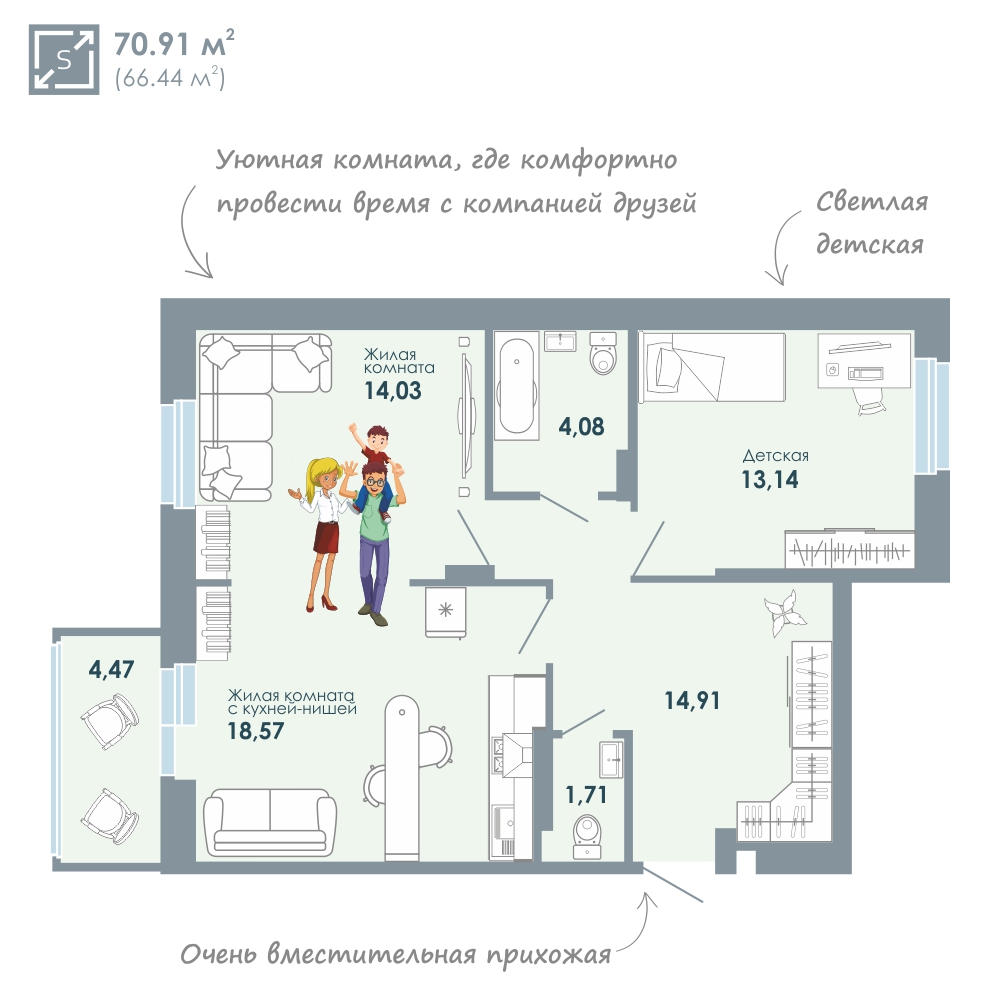 S
70.91 м²
(66.44 м²)
Уютная комната, где комфортно
провести время с компанией друзей
Светлая
детская
Жилая
комната
14,03
4,08
Детская
13,14
4,47
Жилая комната
с кухней-нишей
18,57
14,91
1,71
Очень вместительная прихожая